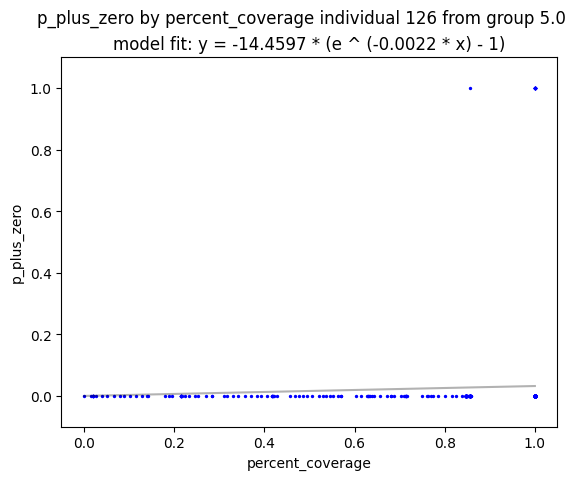 p_plus_zero by percent_coverage individual 126 from group 5.0
model fit: y = -14.4597 * (e ^ (-0.0022 * x) - 1)
1.0
0.8
0.6
0.4
0.2
0.0
p_plus_zero
0.0 0.2 0.4 0.6 0.8 1.0
percent_coverage